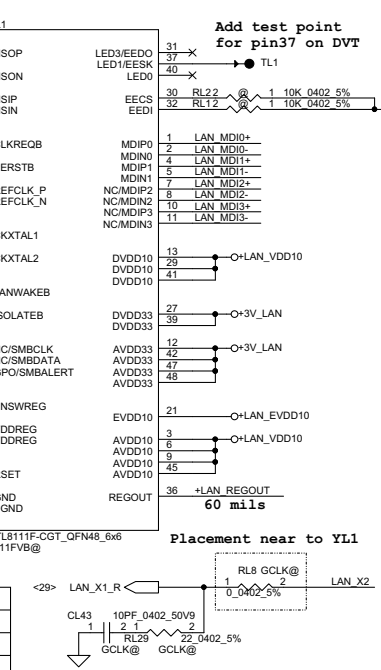 1
Add test point
for pin37 on DVT
SOP LED3/EEDO 31
LED1/EESK 37 TL1
SON LED0 40
SIP EECS 30 RL22 @ 1 10K_0402_5%
SIN EEDI 32 RL12 @ 1 10K_0402_5%
LKREQB MDIP0 1 LAN_MDI0+
MDIN0 2 LAN_MDI0-
ERSTB MDIP1 4 LAN_MDI1+
MDIN1 5 LAN_MDI1-
EFCLK_P NC/MDIP2 7 LAN_MDI2+
EFCLK_N NC/MDIN2 8 LAN_MDI2-
NC/MDIP3 10 LAN_MDI3+
NC/MDIN3 11 LAN_MDI3-
KXTAL1
KXTAL2 DVDD10 13 +LAN_VDD10
DVDD10 29
DVDD10 41
ANWAKEB
SOLATEB DVDD33 27 +3V_LAN
DVDD33 39
C/SMBCLK AVDD33 12 +3V_LAN
C/SMBDATA AVDD33 42
PO/SMBALERT AVDD33 47
AVDD33 48
NSWREG
EVDD10 21 +LAN_EVDD10
DDREG
DDREG AVDD10 3 +LAN_VDD10
AVDD10 6
AVDD10 9
SET AVDD10 45
ND REGOUT 36 +LAN_REGOUT
GND 60 mils
L8111F-CGT_QFN48_6x6
11FVB@
Placement near to YL1
RL8 GCLK@
<29> LAN_X1_R 1 2 LAN_X2
0_0402_5%
CL43 10PF_0402_50V9
1 2 1 2
RL29 22_0402_5%
GCLK@ GCLK@